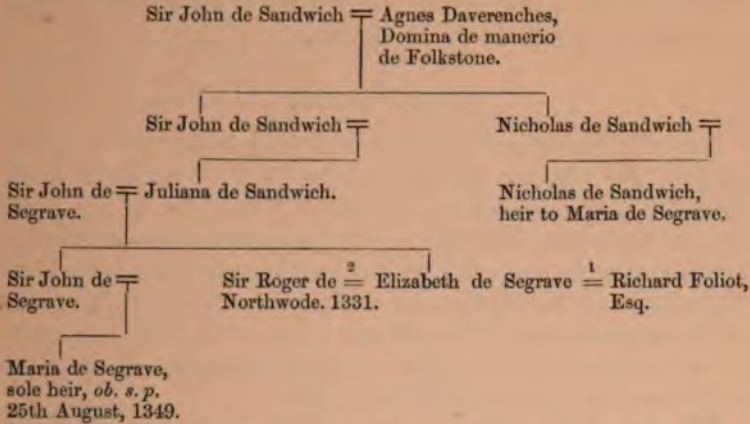 Sir John de Sandwich = Agnes Daverenches,
Domina de manerio
de Folkstone.
Sir John de Sandwich =
Nicholas de Sandwich =
Sir John de = Juliana de Sandwich.
Segrave.
Nicholas de Sandwich,
heir to Maria de Segrave.
Sir John de =
Segrave.
Sir Roger de 2 = Elizabeth de Segrave 1 = Richard Foliot,
Northwode. 1331.
Esq.
Maria de Segrave,
sole heir, ob. s. p.
25th August, 1349.